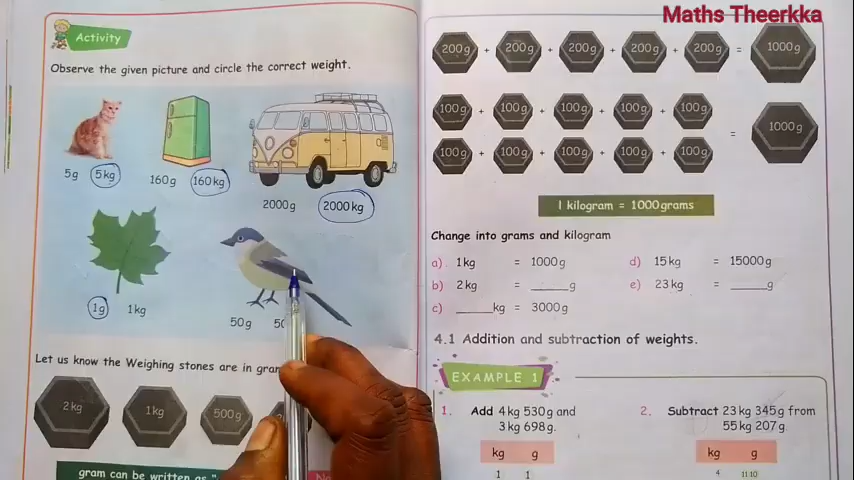 Maths Theerkka
Activity
Observe the given picture and circle the correct weight.
5g 5kg 160g 160kg
2000g 2000kg
1g 1kg
50g
Let us know the Weighing stones are in
2kg 1kg 500g
gram can be written as
200g + 200g + 200g + 200g + 200g = 1000g
100g + 100g + 100g + 100g + 100g
= 1000g
100g + 100g + 100g + 100g + 100g
1 kilogram = 1000grams
Change into grams and kilogram
a) 1kg = 1000g d) 15kg = 15000g
b) 2kg = ______g e) 23kg = ______g
c) ______kg = 3000g
4.1 Addition and subtraction of weights.
EXAMPLE 1
1. Add 4kg 530g and
3kg 698g.
2. Subtract 23kg 345g from
55kg 207g.
kg g kg g
1 1 4 11 10